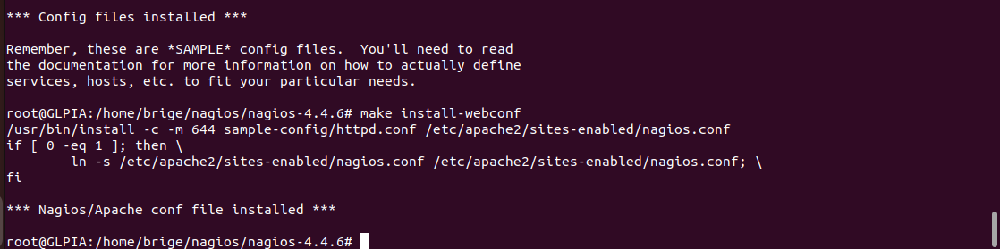 *** Config files installed ***
Remember, these are *SAMPLE* config files.  You'll need to read
the documentation for more information on how to actually define
services, hosts, etc. to fit your particular needs.
root@GLPIA:/home/brige/nagios/nagios-4.4.6# make install-webconf
/usr/bin/install -c -m 644 sample-config/httpd.conf /etc/apache2/sites-enabled/nagios.conf
if [ 0 -eq 1 ]; then \
        ln -s /etc/apache2/sites-enabled/nagios.conf /etc/apache2/sites-enabled/nagios.conf; \
fi
*** Nagios/Apache conf file installed ***
root@GLPIA:/home/brige/nagios/nagios-4.4.6#